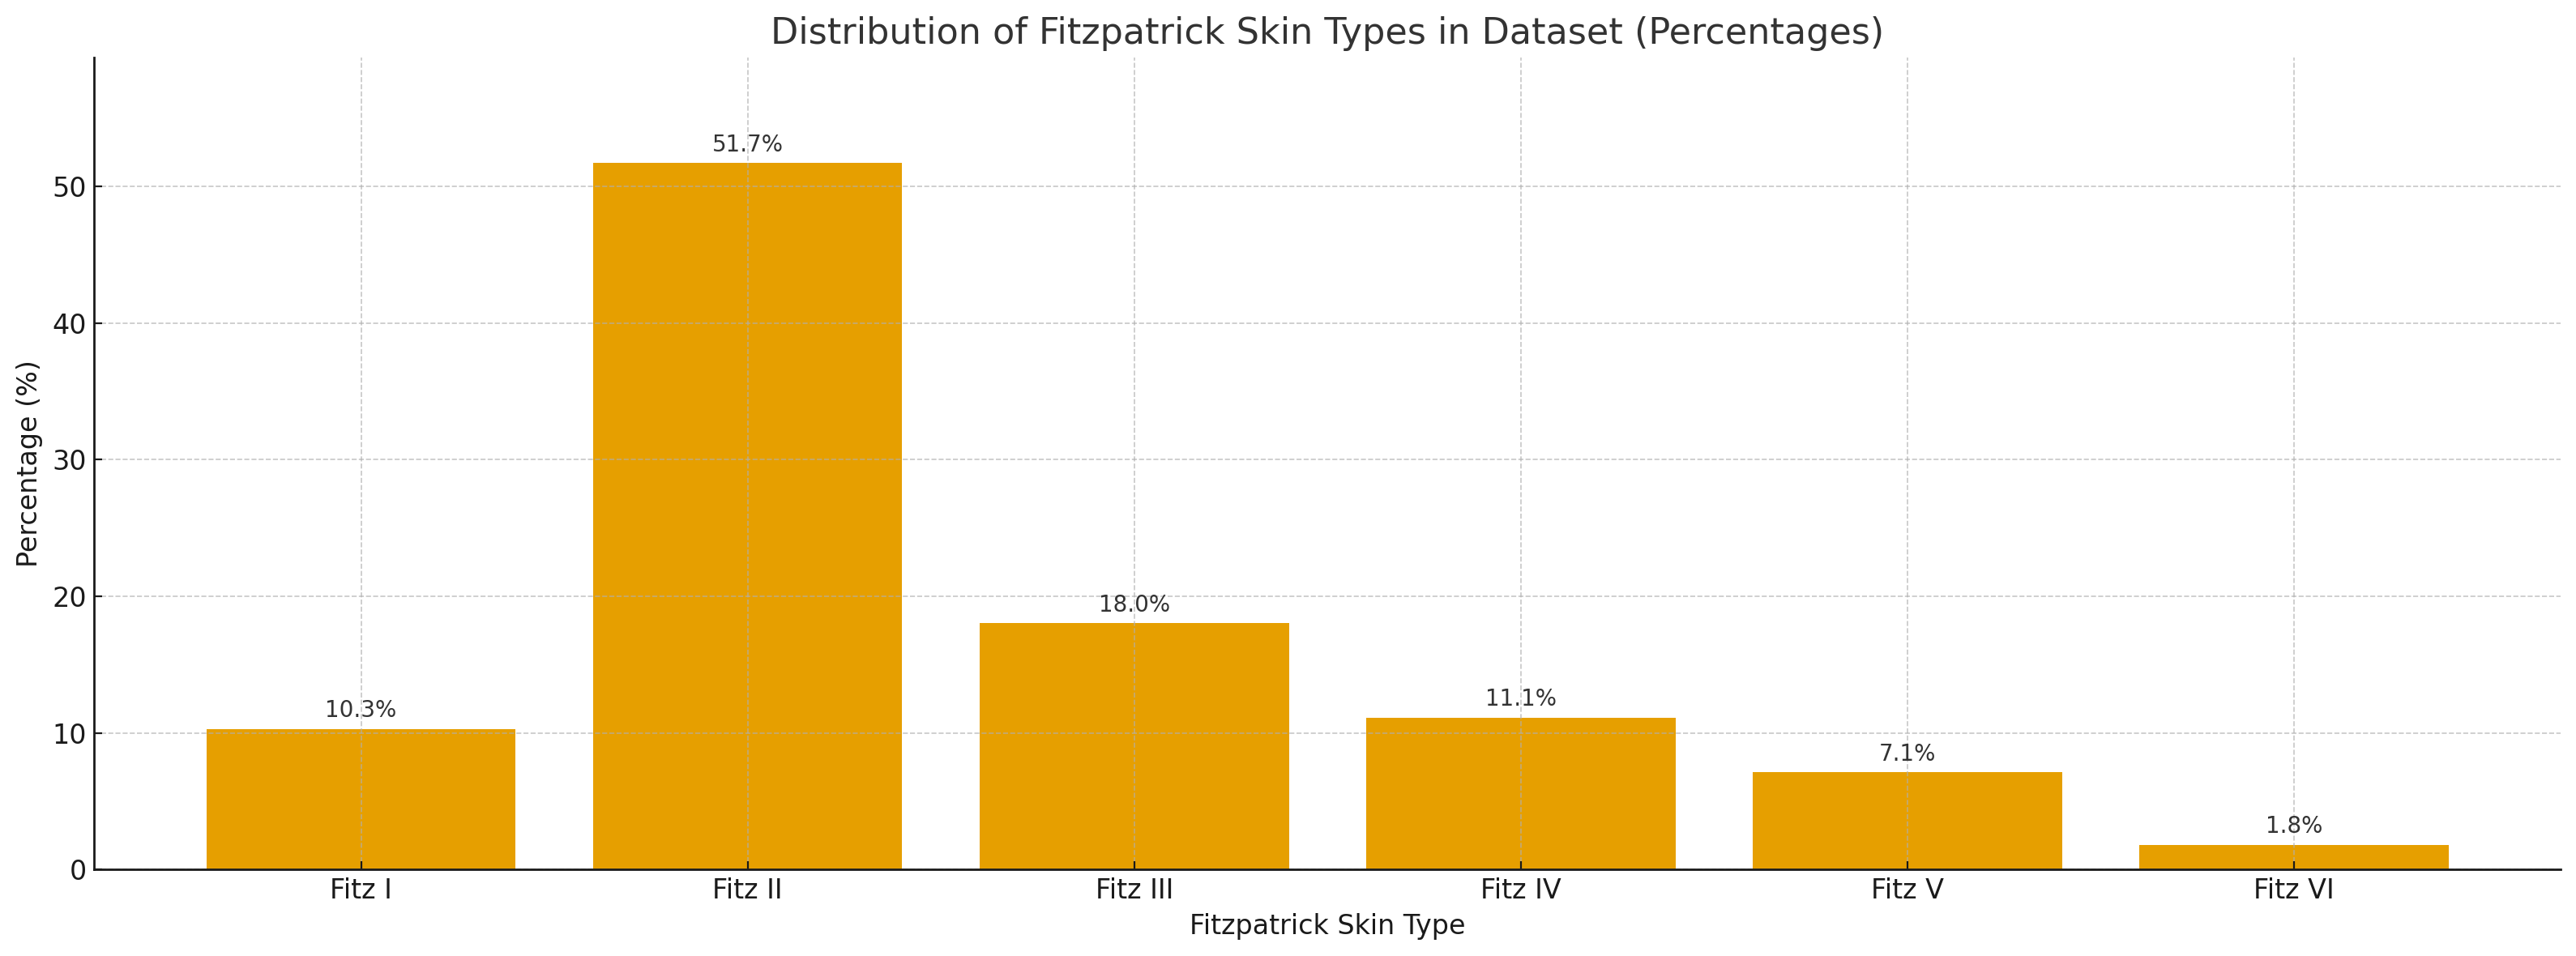 Distribution of Fitzpatrick Skin Types in Dataset (Percentages)
Percentage (%)
50
40
30
20
10
0
10.3%
51.7%
18.0%
11.1%
7.1%
1.8%
Fitz I
Fitz II
Fitz III
Fitz IV
Fitz V
Fitz VI
Fitzpatrick Skin Type